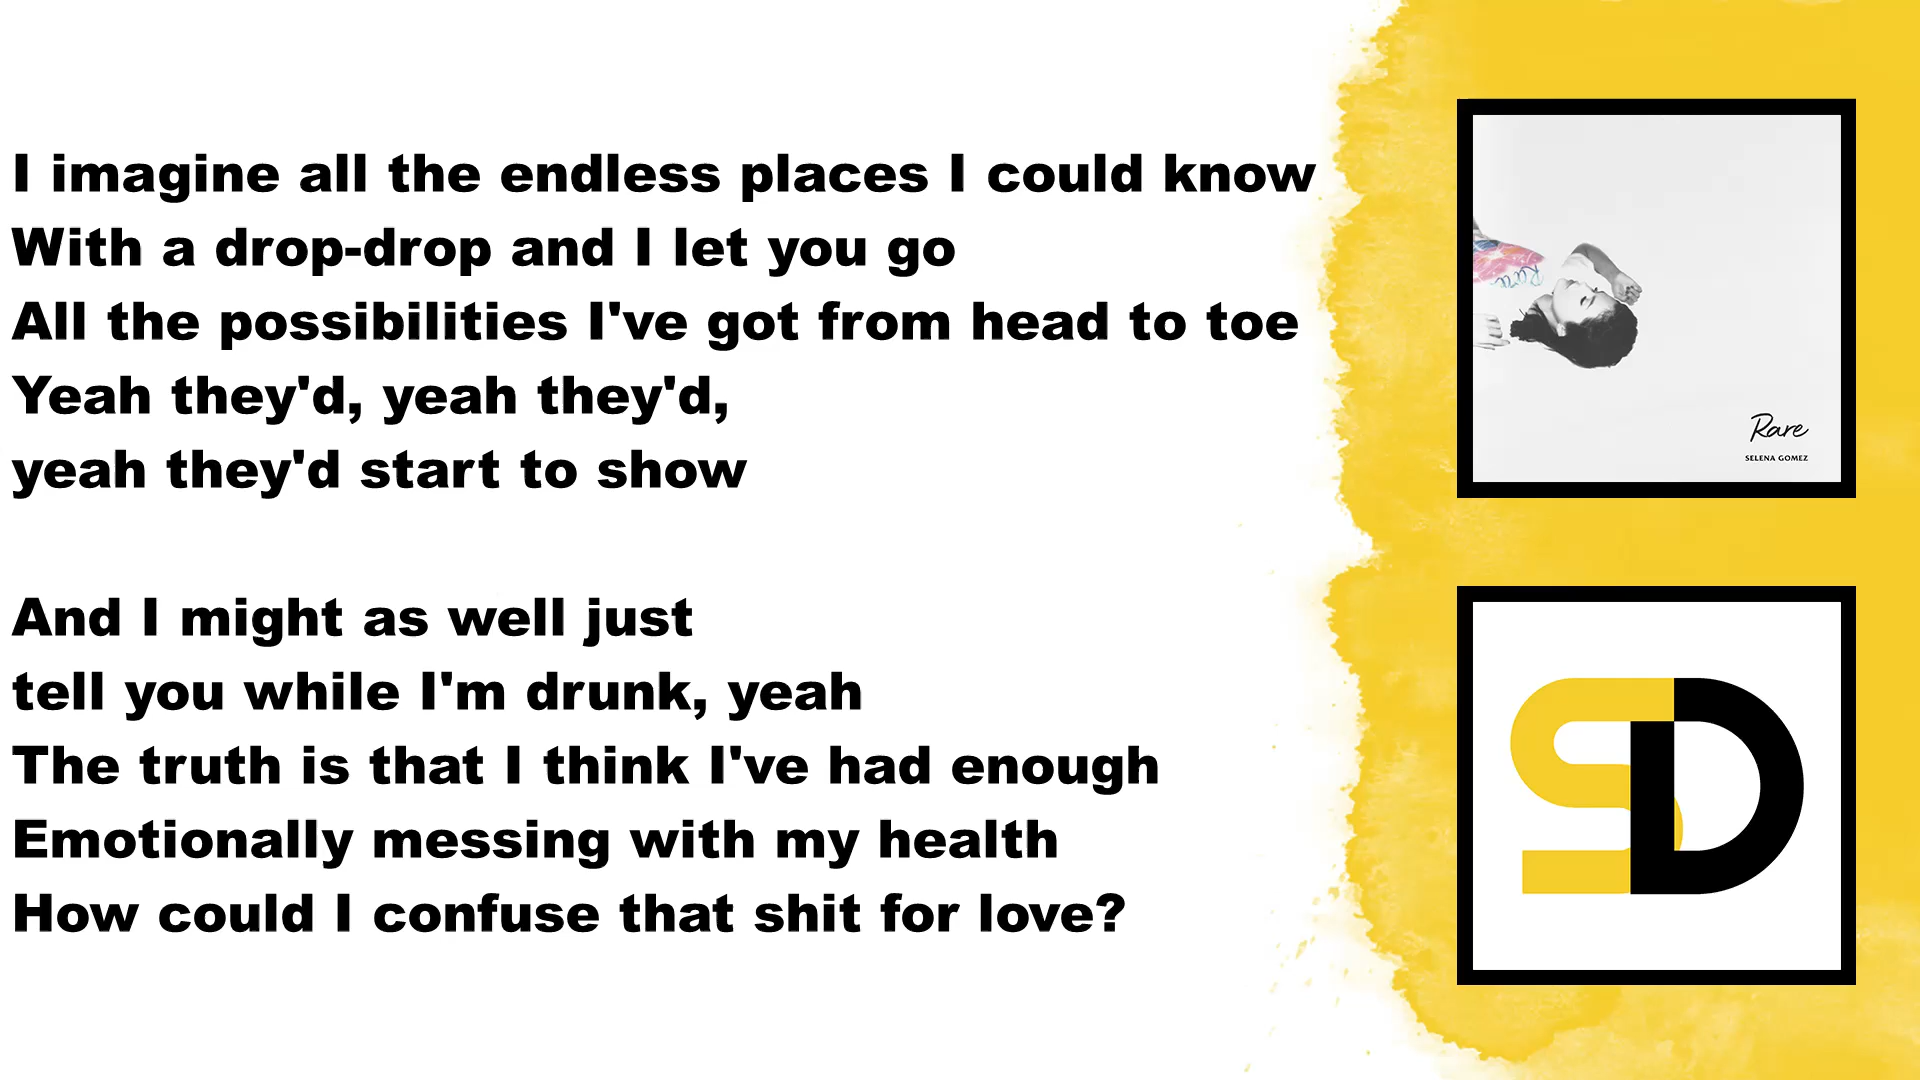 I imagine all the endless places I could know
With a drop-drop and I let you go
All the possibilities I've got from head to toe
Yeah they'd, yeah they'd,
yeah they'd start to show
And I might as well just
tell you while I'm drunk, yeah
The truth is that I think I've had enough
Emotionally messing with my health
How could I confuse that shit for love?
Rare
Rare
SELENA GOMEZ
SD